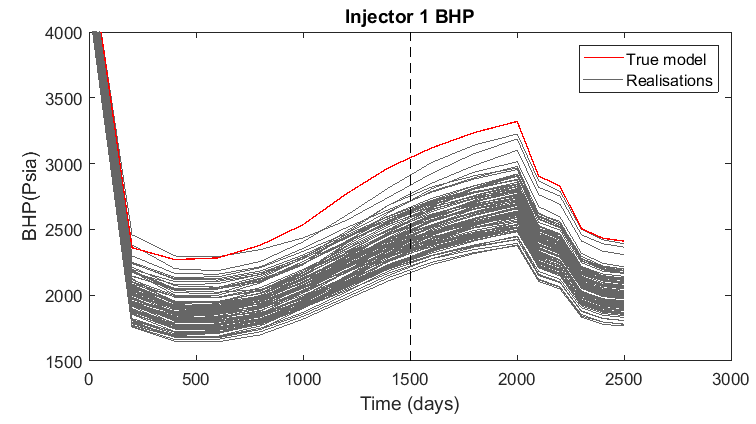 Injector 1 BHP
4000
3500
3000
2500
2000
1500
BHP(Psia)
True model
Realisations
0
500
1000
1500
2000
2500
3000
Time (days)